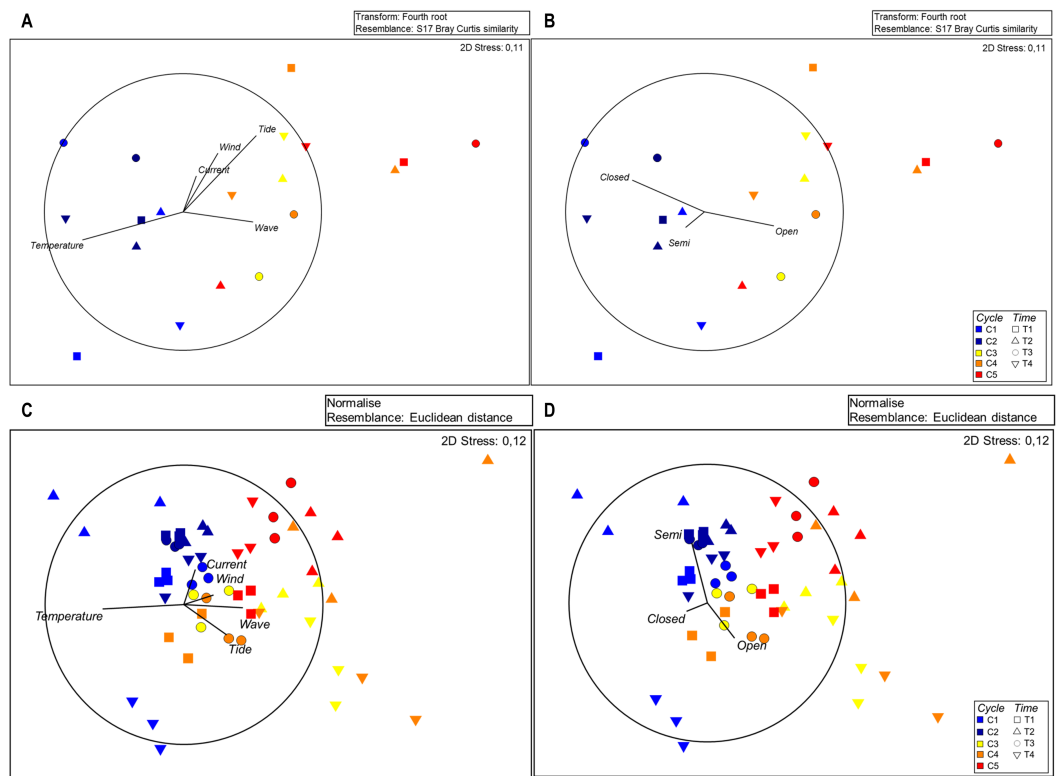 A
Transform: Fourth root
Resemblance: S17 Bray Curtis similarity
2D Stress: 0,11
Tide
Wind
Current
Wave
Temperature
B
Transform: Fourth root
Resemblance: S17 Bray Curtis similarity
2D Stress: 0,11
Closed
Semi
Open
Cycle Time
C1 T1
C2 T2
C3 T3
C4 T4
C5
C
Normalise
Resemblance: Euclidean distance
2D Stress: 0,12
Current
Wind
Temperature
Wave
Tide
D
Normalise
Resemblance: Euclidean distance
2D Stress: 0,12
Semi
Closed
Open
Cycle Time
C1 T1
C2 T2
C3 T3
C4 T4
C5